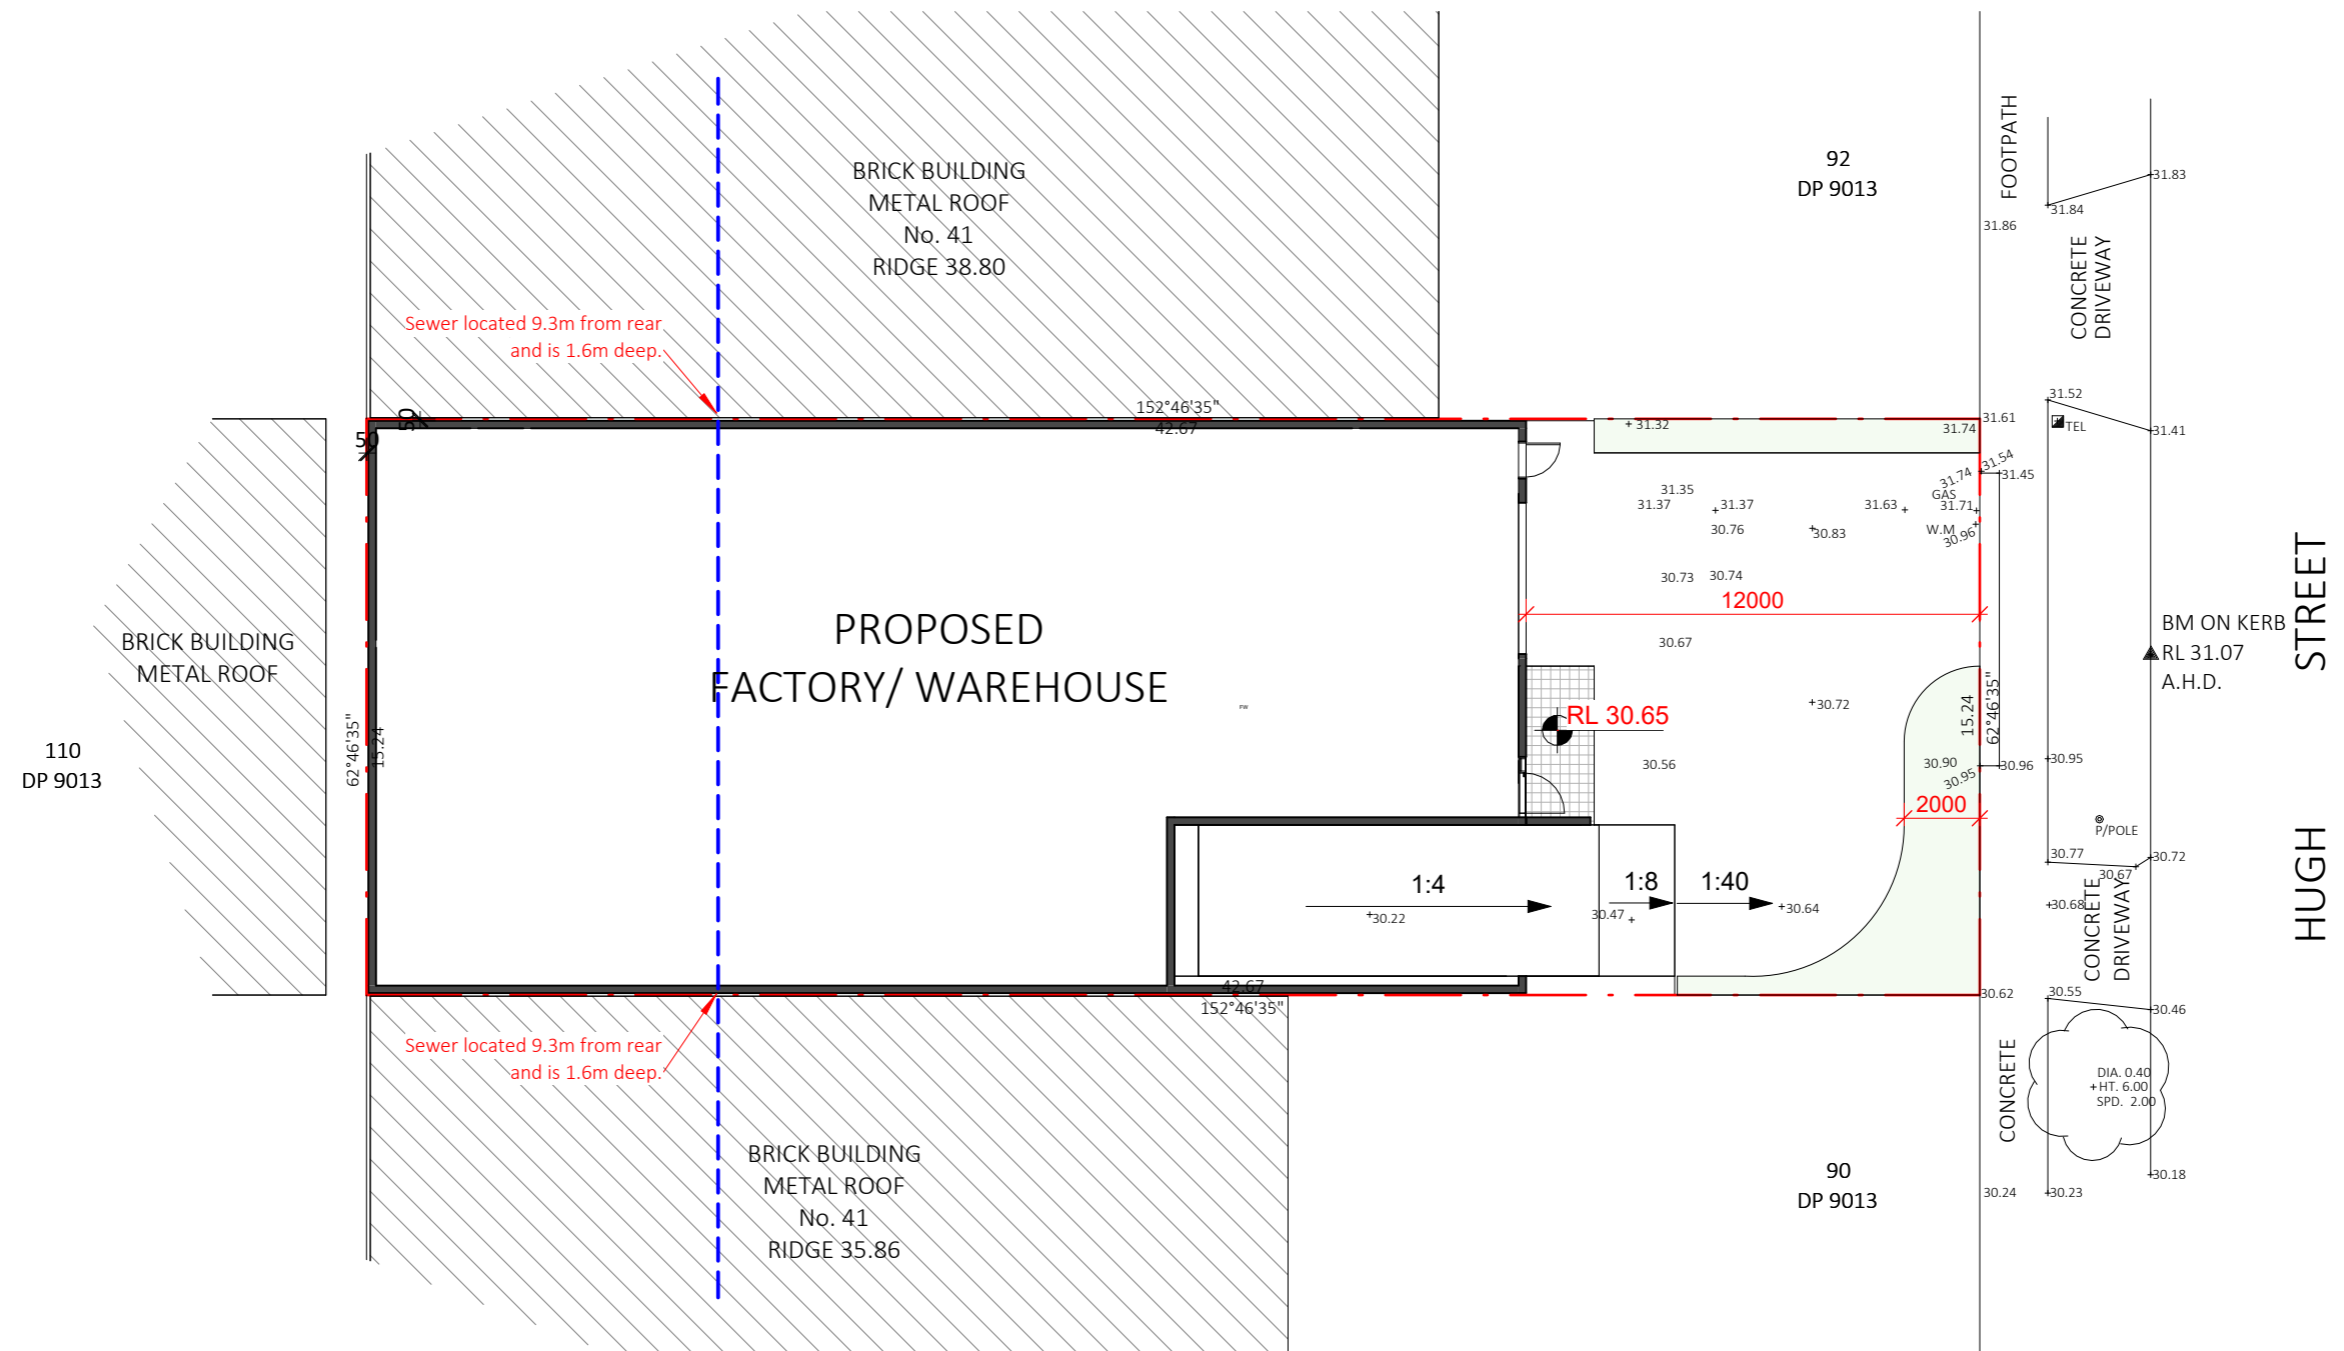 92
DP 9013
FOOTPATH
31.83
31.84
31.86
BRICK BUILDING
METAL ROOF
No. 41
RIDGE 38.80
CONCRETE
DRIVEWAY
Sewer located 9.3m from rear
and is 1.6m deep.
31.52
152°46'35"
42.67
50
50
31.32
31.74
31.61
TEL
31.41
31.54
31.74
31.45
31.35
GAS
31.37
31.37
31.63
31.71
30.76
30.83
W.M
30.96
30.73
30.74
12000
STREET
PROPOSED
FACTORY/ WAREHOUSE
BRICK BUILDING
METAL ROOF
30.67
BM ON KERB
RL 31.07
A.H.D.
FW
RL 30.65
30.72
15.24
62°46'35"
62°46'35"
15.24
110
DP 9013
30.56
30.90
30.95
30.96
30.95
2000
P/POLE
30.77
30.72
30.67
1:4
1:8
1:40
30.22
30.47
30.64
30.68
CONCRETE
DRIVEWAY
HUGH
42.67
152°46'35"
30.62
30.55
30.46
Sewer located 9.3m from rear
and is 1.6m deep.
CONCRETE
DIA. 0.40
HT. 6.00
SPD. 2.00
BRICK BUILDING
METAL ROOF
No. 41
RIDGE 35.86
90
DP 9013
30.24
30.23
30.18